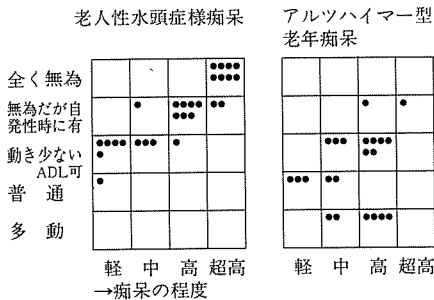 老人性水頭症様痴呆
アルツハイマー型
老年痴呆
全く無為
無為だが自
発性時に有
動き少ない
ADL可
普通
多動
軽 中 高 超高
軽 中 高 超高
→痴呆の程度